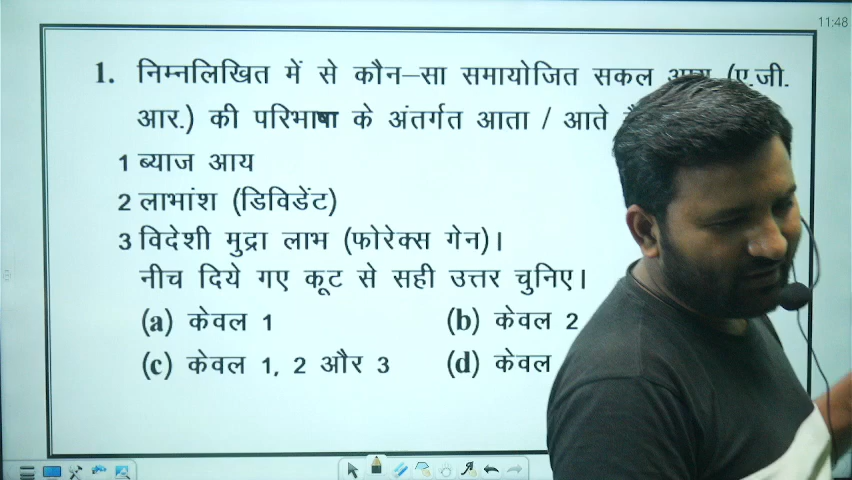 11:48
1. निम्नलिखित में से कौन–सा समायोजित सकल (ए.जी.
आर.) की परिभाषा के अंतर्गत आता / आते
1 ब्याज आय
2 लाभांश (डिविडेंट)
3 विदेशी मुद्रा लाभ (फोरेक्स गेन)।
नीच दिये गए कूट से सही उत्तर चुनिए।
(a) केवल 1
(b) केवल 2
(c) केवल 1, 2 और 3
(d) केवल